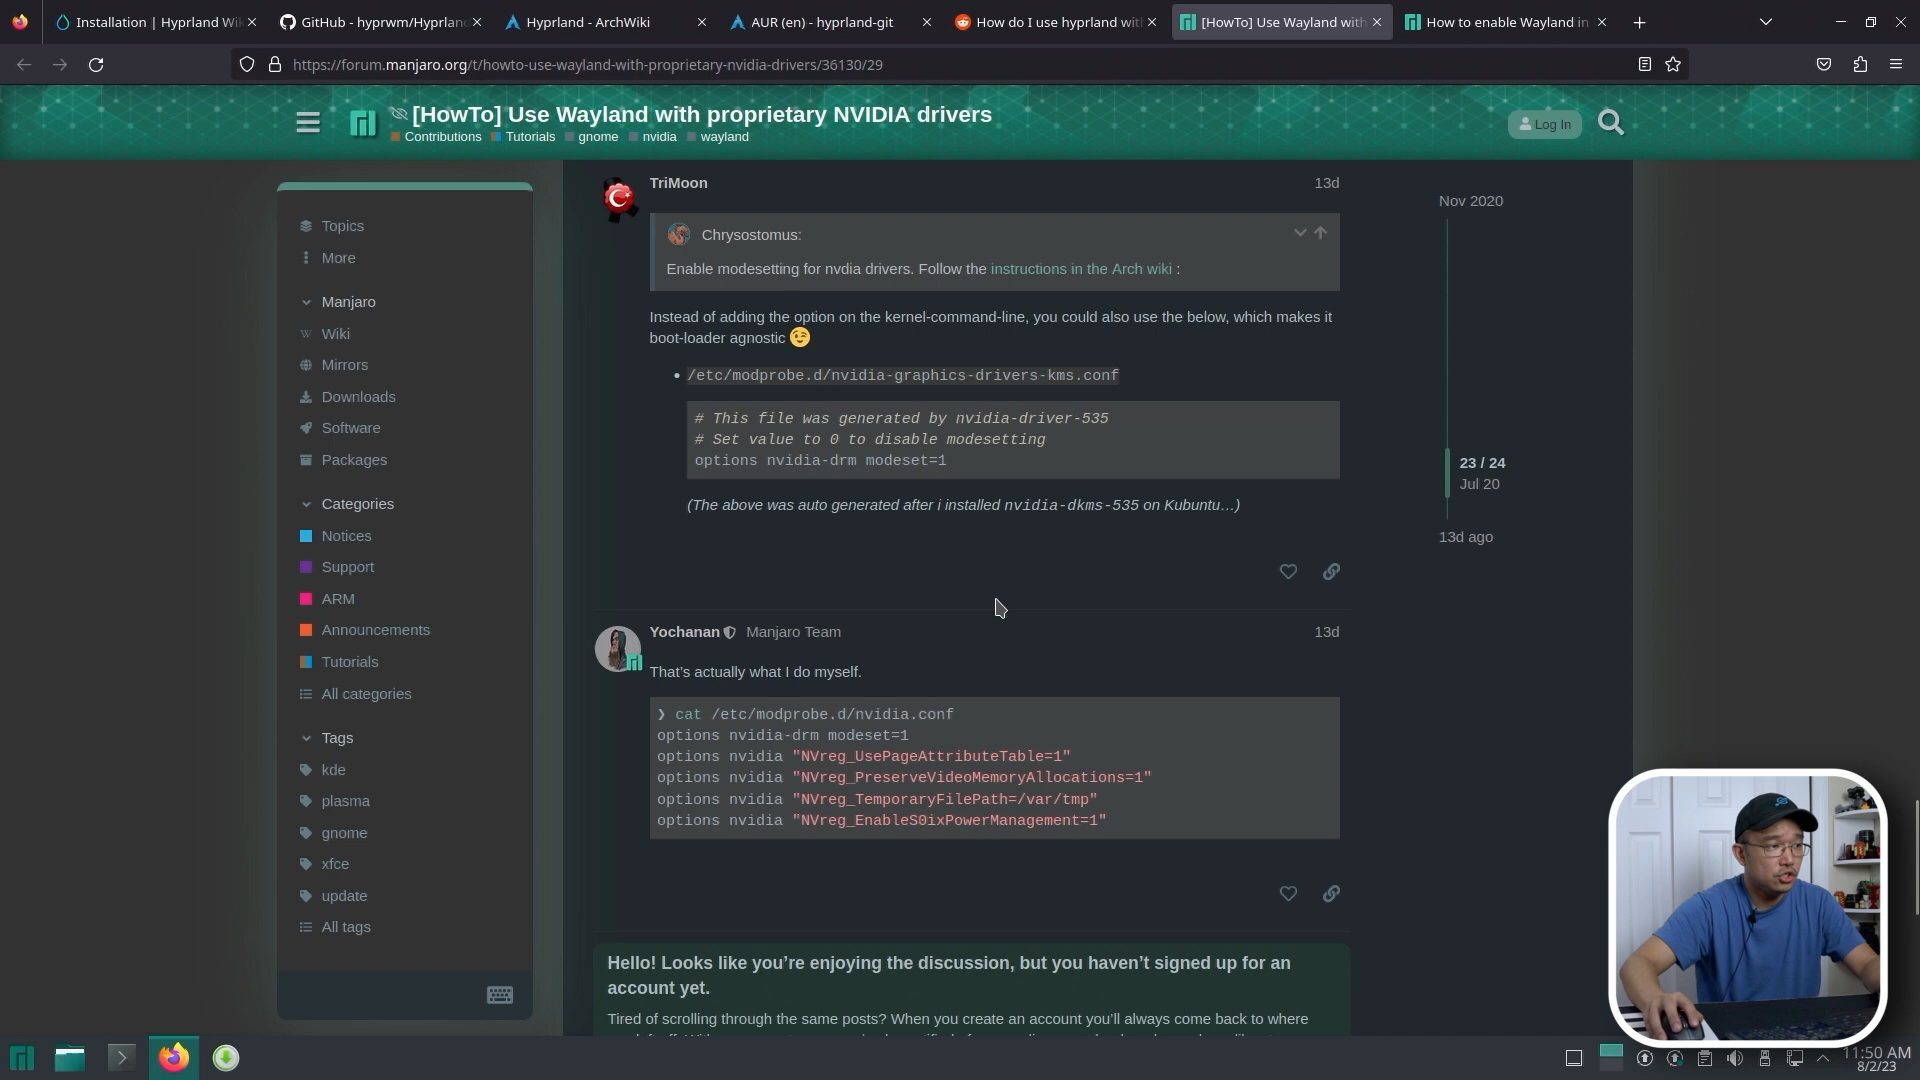 Installation | Hyprland Wik
GitHub - hyprwm/Hyprland
Hyprland - ArchWiki
AUR (en) - hyprland-git
How do I use hyprland with
[HowTo] Use Wayland with
How to enable Wayland in
https://forum.manjaro.org/t/howto-use-wayland-with-proprietary-nvidia-drivers/36130/29
[HowTo] Use Wayland with proprietary NVIDIA drivers
Contributions Tutorials gnome nvidia wayland
Log In
Topics
More
Manjaro
Wiki
Mirrors
Downloads
Software
Packages
Categories
Notices
Support
ARM
Announcements
Tutorials
All categories
Tags
kde
plasma
gnome
xfce
update
All tags
TriMoon 13d
Chrysostomus:
Enable modesetting for nvdia drivers. Follow the instructions in the Arch wiki :
Instead of adding the option on the kernel-command-line, you could also use the below, which makes it
boot-loader agnostic 😉
• /etc/modprobe.d/nvidia-graphics-drivers-kms.conf
# This file was generated by nvidia-driver-535
# Set value to 0 to disable modesetting
options nvidia-drm modeset=1
(The above was auto generated after i installed nvidia-dkms-535 on Kubuntu…)
Yochanan Manjaro Team 13d
That’s actually what I do myself.
❯ cat /etc/modprobe.d/nvidia.conf
options nvidia-drm modeset=1
options nvidia "NVreg_UsePageAttributeTable=1"
options nvidia "NVreg_PreserveVideoMemoryAllocations=1"
options nvidia "NVreg_TemporaryFilePath=/var/tmp"
options nvidia "NVreg_EnableS0ixPowerManagement=1"
Hello! Looks like you’re enjoying the discussion, but you haven’t signed up for an
account yet.
Tired of scrolling through the same posts? When you create an account you’ll always come back to where
Nov 2020
23 / 24
Jul 20
13d ago
11:50 AM
8/2/23